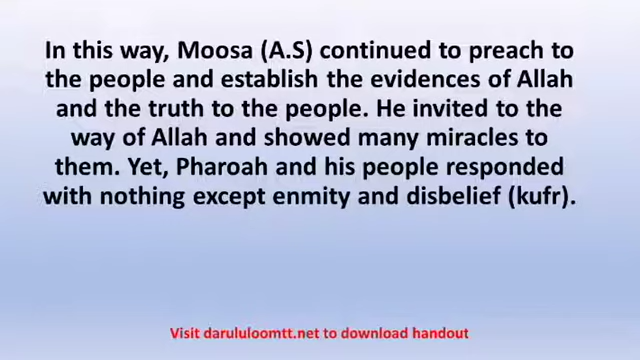 In this way, Moosa (A.S) continued to preach to
the people and establish the evidences of Allah
and the truth to the people. He invited to the
way of Allah and showed many miracles to
them. Yet, Pharoah and his people responded
with nothing except enmity and disbelief (kufr).
Visit darululoomtt.net to download handout